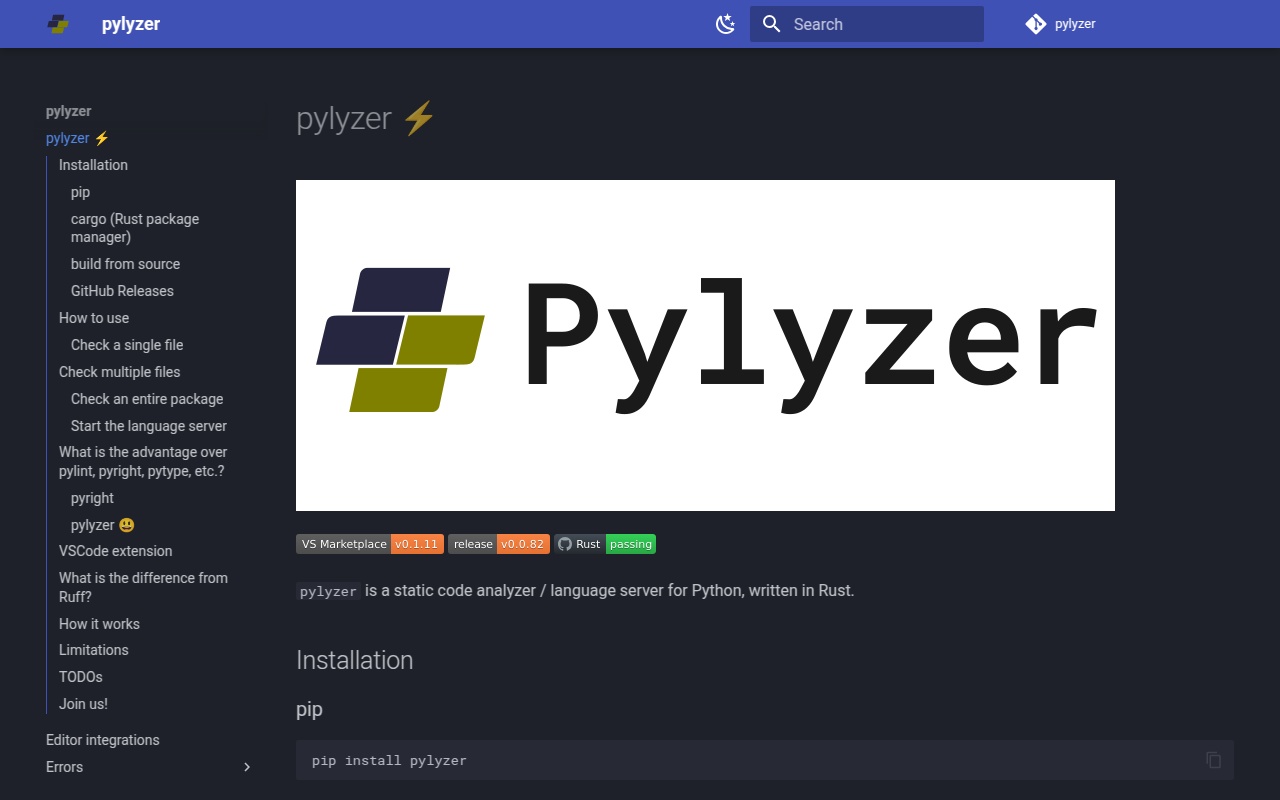 pylyzer
Search
pylyzer
pylyzer
pylyzer ⚡
Installation
pip
cargo (Rust package
manager)
build from source
GitHub Releases
How to use
Check a single file
Check multiple files
Check an entire package
Start the language server
What is the advantage over
pylint, pyright, pytype, etc.?
pyright
pylyzer 😃
VSCode extension
What is the difference from
Ruff?
How it works
Limitations
TODOs
Join us!
Editor integrations
Errors
pylyzer ⚡
Pylyzer
VS Marketplace v0.1.11 release v0.0.82 Rust passing
pylyzer is a static code analyzer / language server for Python, written in Rust.
Installation
pip
pip install pylyzer